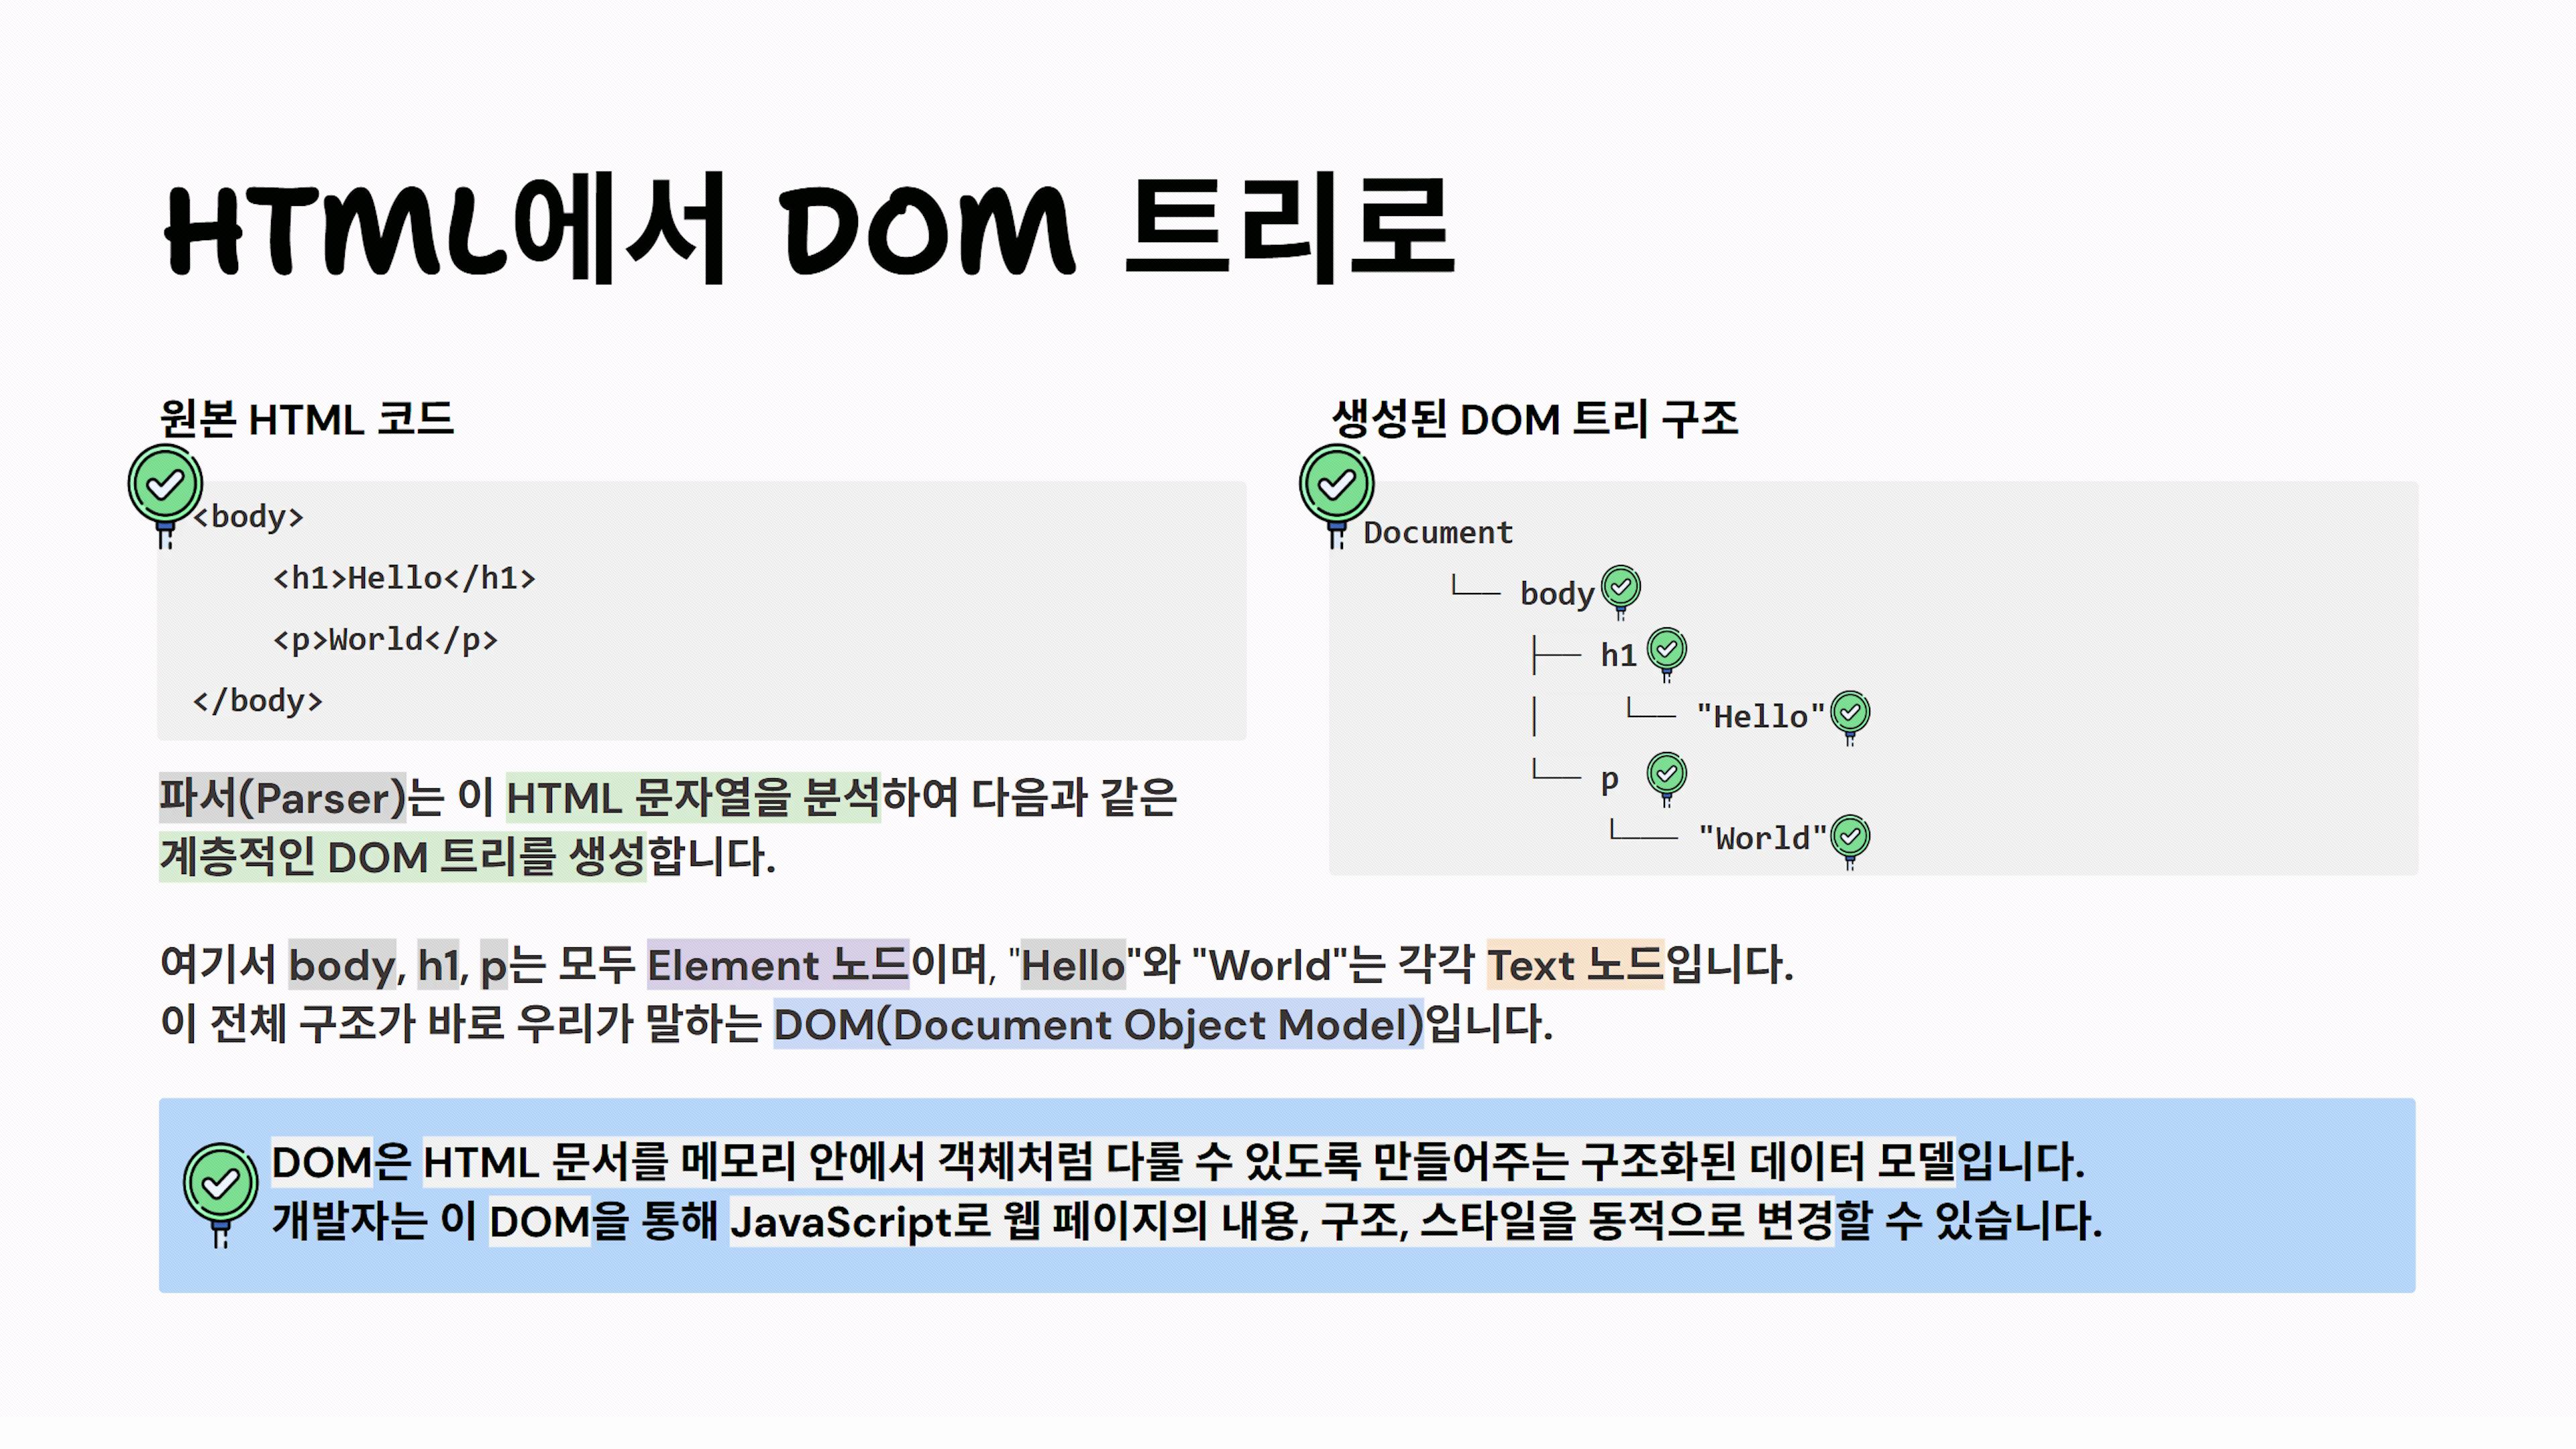 HTML에서 DOM 트리로
원본 HTML 코드
<body>
<h1>Hello</h1>
<p>World</p>
</body>
파서(Parser)는 이 HTML 문자열을 분석하여 다음과 같은
계층적인 DOM 트리를 생성합니다.
생성된 DOM 트리 구조
Document
└── body
├── h1
│ └── "Hello"
└── p
└── "World"
여기서 body, h1, p는 모두 Element 노드이며, "Hello"와 "World"는 각각 Text 노드입니다.
이 전체 구조가 바로 우리가 말하는 DOM(Document Object Model)입니다.
DOM은 HTML 문서를 메모리 안에서 객체처럼 다룰 수 있도록 만들어주는 구조화된 데이터 모델입니다.
개발자는 이 DOM을 통해 JavaScript로 웹 페이지의 내용, 구조, 스타일을 동적으로 변경할 수 있습니다.